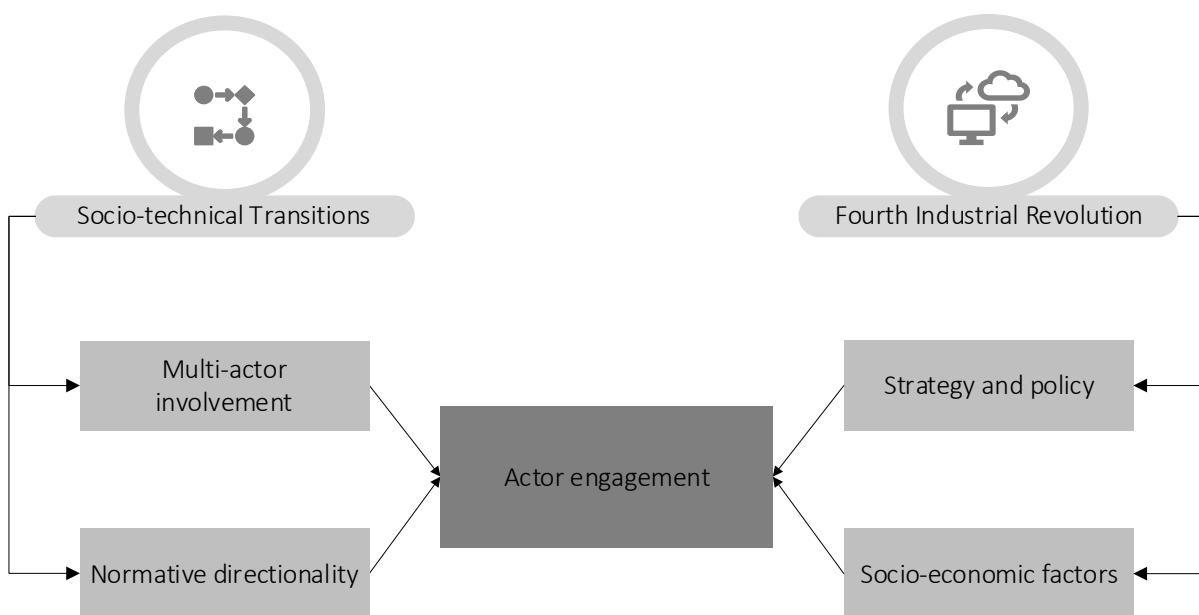 Socio-technical Transitions
Fourth Industrial Revolution
Multi-actor
involvement
Strategy and policy
Actor engagement
Normative directionality
Socio-economic factors